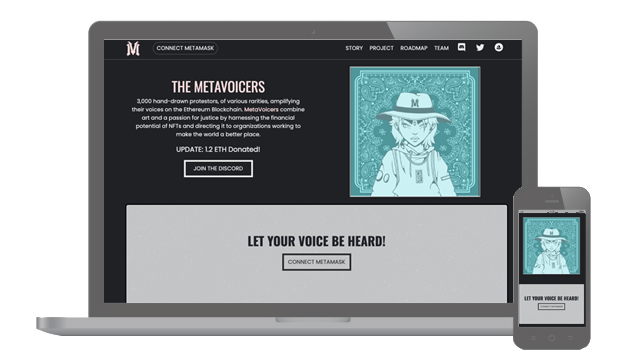 M
CONNECT METAMASK
STORY PROJECT ROADMAP TEAM
THE METAVOICERS
3,000 hand-drawn protestors, of various rarities, amplifying
their voices on the Ethereum Blockchain. MetaVoicers combine
art and a passion for justice by harnessing the financial
potential of NFTs and directing it to organizations working to
make the world a better place.
UPDATE: 1.2 ETH Donated!
JOIN THE DISCORD
M
LET YOUR VOICE BE HEARD!
CONNECT METAMASK
M
LET YOUR VOICE BE HEARD!
CONNECT METAMASK